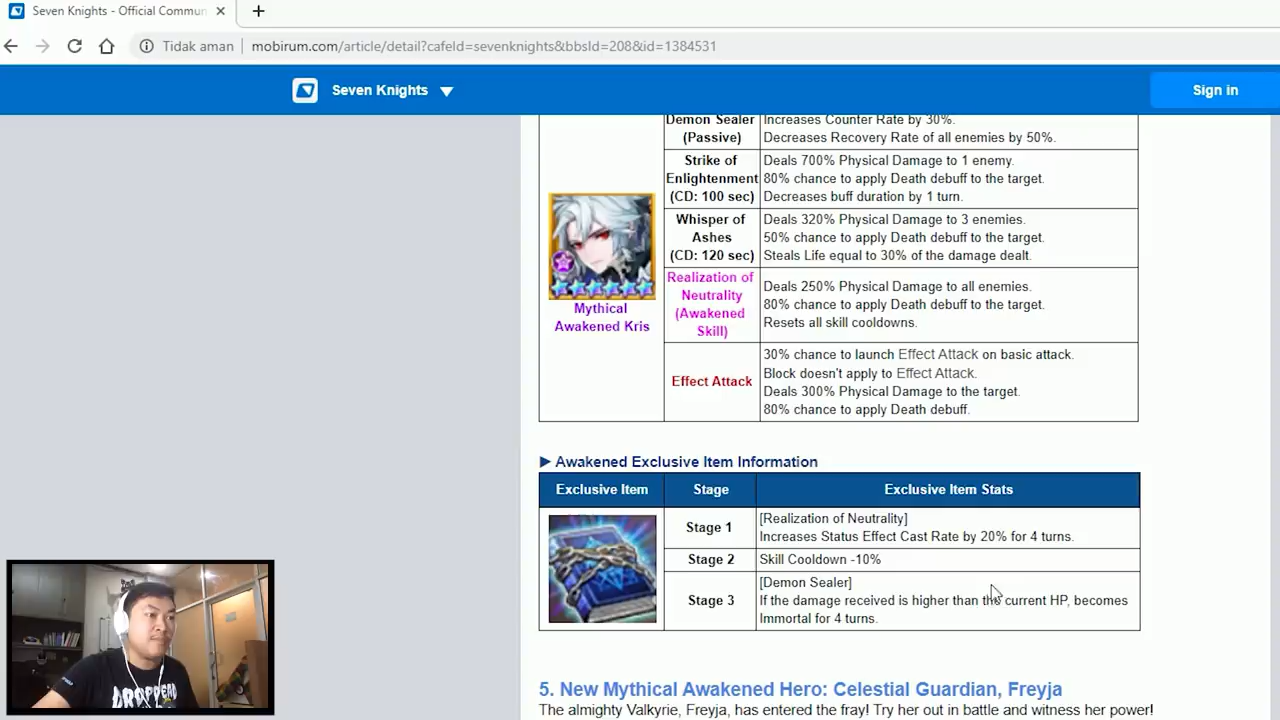 Seven Knights - Official Commun
Tidak aman
mobirum.com/article/detail?cafeId=sevenknights&bbsId=208&id=1384531
Seven Knights
Sign in
Demon Sealer
(Passive)
Increases Counter Rate by 30%.
Decreases Recovery Rate of all enemies by 50%.
Strike of
Enlightenment
(CD: 100 sec)
Deals 700% Physical Damage to 1 enemy.
80% chance to apply Death debuff to the target.
Decreases buff duration by 1 turn.
Whisper of
Ashes
(CD: 120 sec)
Deals 320% Physical Damage to 3 enemies.
50% chance to apply Death debuff to the target.
Steals Life equal to 30% of the damage dealt.
Mythical
Awakened Kris
Realization of
Neutrality
(Awakened
Skill)
Deals 250% Physical Damage to all enemies.
80% chance to apply Death debuff to the target.
Resets all skill cooldowns.
Effect Attack
30% chance to launch Effect Attack on basic attack.
Block doesn't apply to Effect Attack.
Deals 300% Physical Damage to the target.
80% chance to apply Death debuff.
▶ Awakened Exclusive Item Information
Exclusive Item
Stage
Exclusive Item Stats
Stage 1
[Realization of Neutrality]
Increases Status Effect Cast Rate by 20% for 4 turns.
Stage 2
Skill Cooldown -10%
Stage 3
[Demon Sealer]
If the damage received is higher than the current HP, becomes
Immortal for 4 turns.
5. New Mythical Awakened Hero: Celestial Guardian, Freyja
The almighty Valkyrie, Freyja, has entered the fray! Try her out in battle and witness her power!